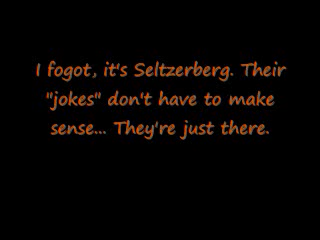 I fogot, it's Seltzerberg. Their
"jokes" don't have to make
sense... They're just there.